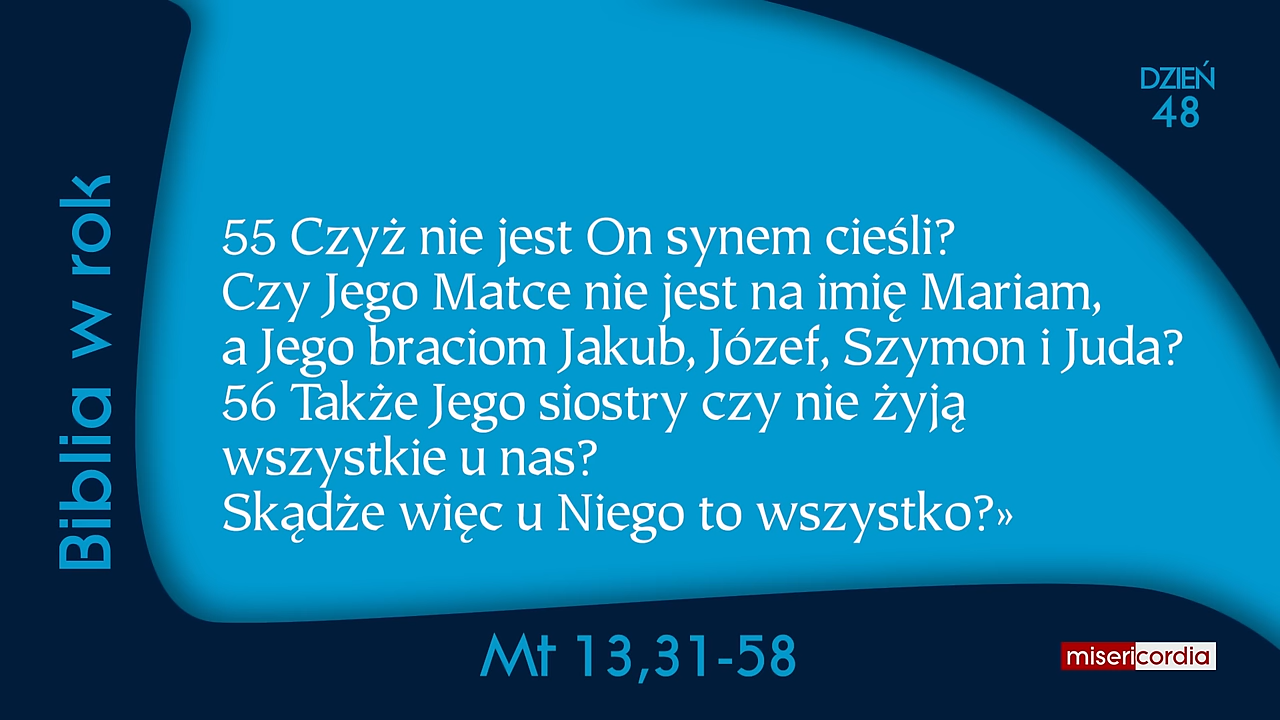 DZIEŃ
48
Biblia w rok
55 Czyż nie jest On synem cieśli?
Czy Jego Matce nie jest na imię Mariam,
a Jego braciom Jakub, Józef, Szymon i Juda?
56 Także Jego siostry czy nie żyją
wszystkie u nas?
Skądże więc u Niego to wszystko?»
Mt 13,31-58
misericordia